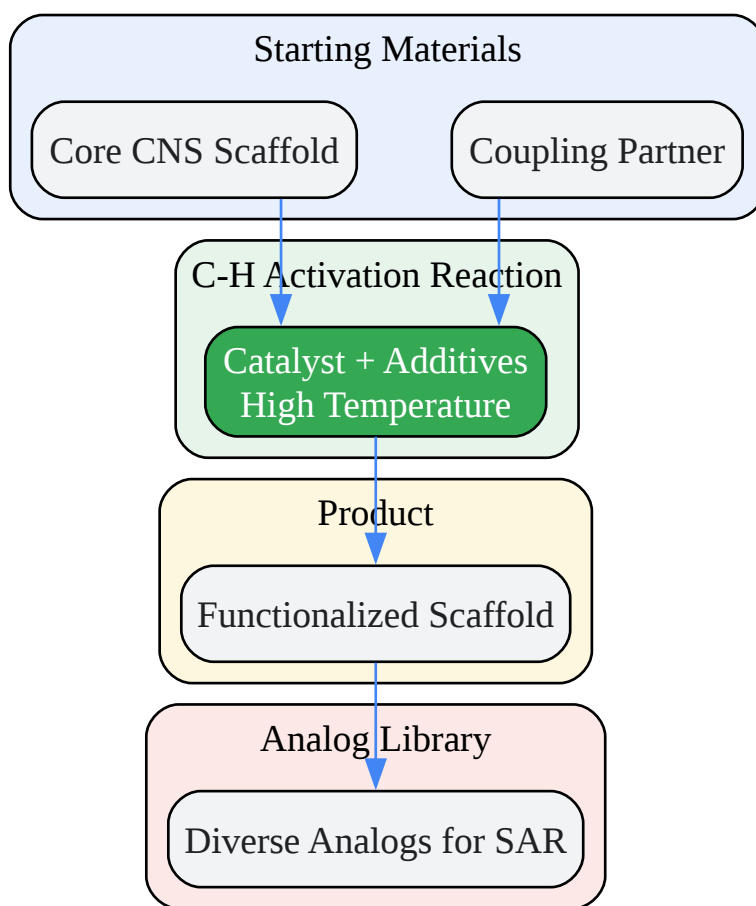 Starting Materials
Core CNS Scaffold
Coupling Partner
C-H Activation Reaction
Catalyst + Additives
High Temperature
Product
Functionalized Scaffold
Analog Library
Diverse Analogs for SAR